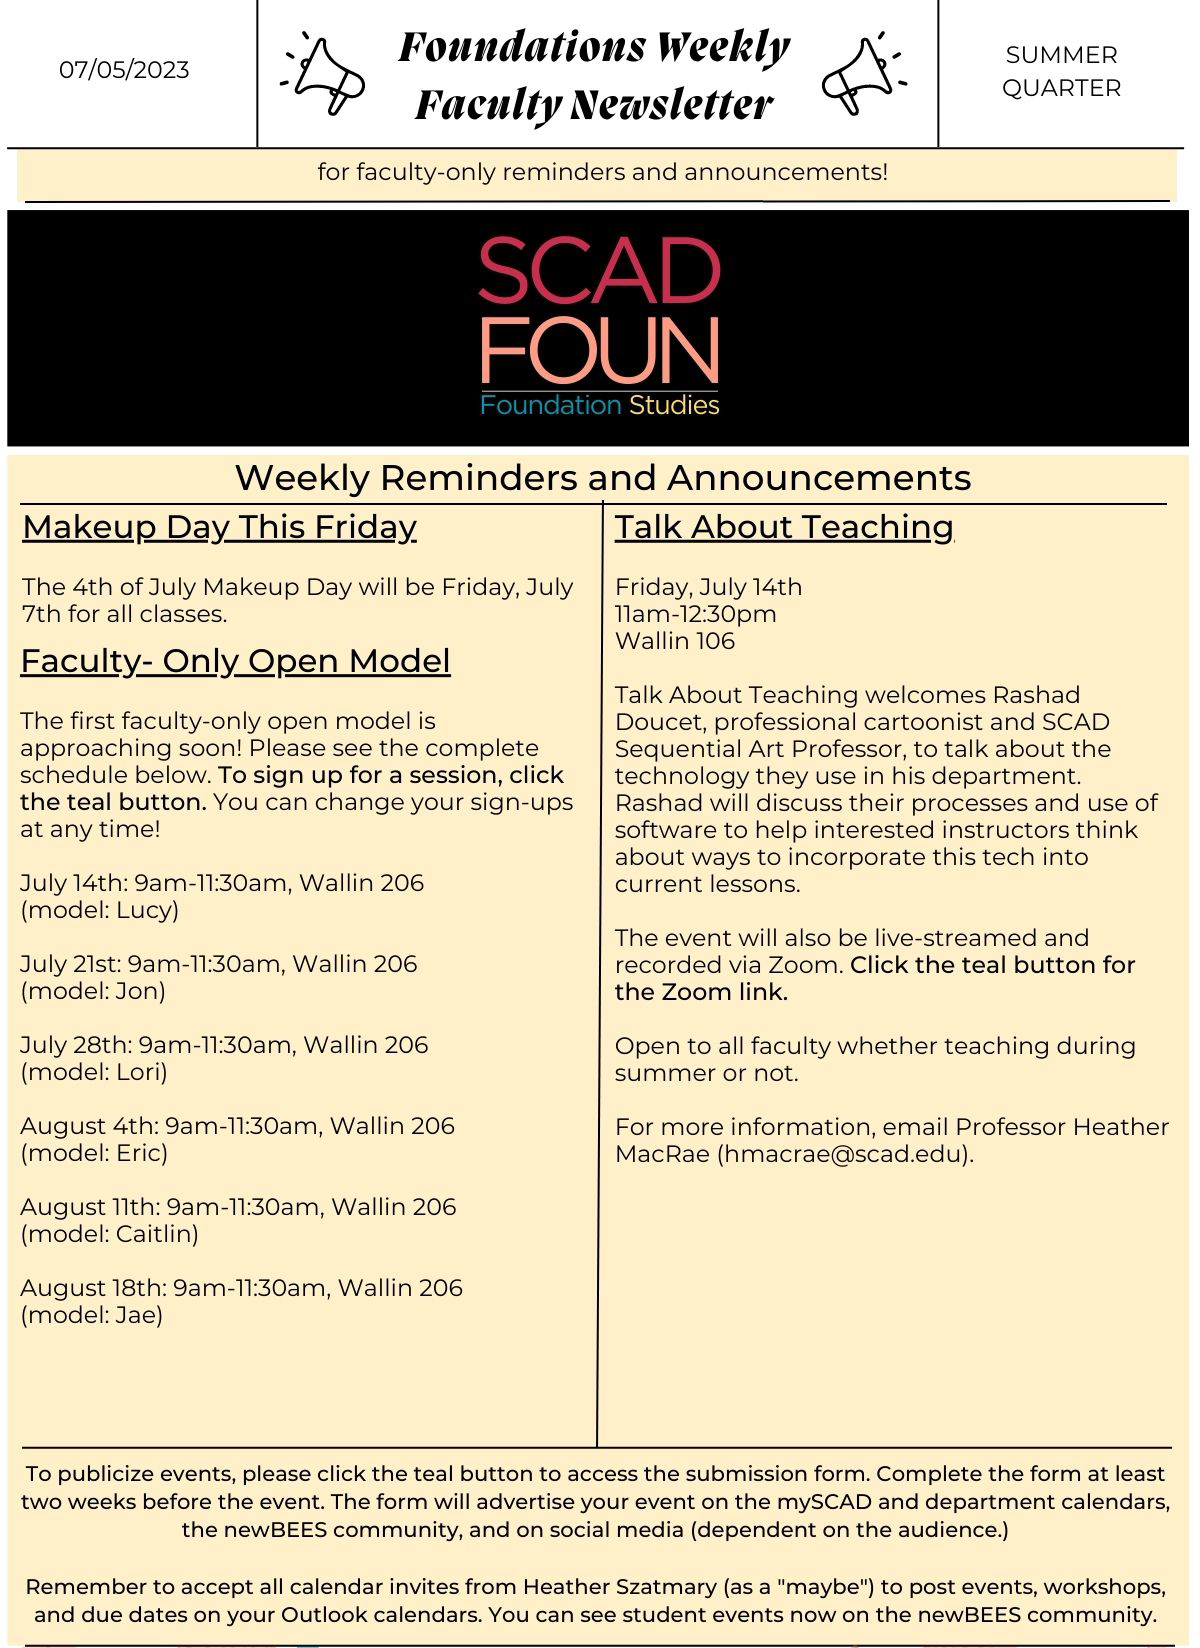 07/05/2023
Foundations Weekly
Faculty Newsletter
SUMMER
QUARTER
for faculty-only reminders and announcements!
SCAD
FOUN
Foundation Studies
Weekly Reminders and Announcements
Makeup Day This Friday
The 4th of July Makeup Day will be Friday, July
7th for all classes.
Faculty- Only Open Model
The first faculty-only open model is
approaching soon! Please see the complete
schedule below. To sign up for a session, click
the teal button. You can change your sign-ups
at any time!
July 14th: 9am-11:30am, Wallin 206
(model: Lucy)
July 21st: 9am-11:30am, Wallin 206
(model: Jon)
July 28th: 9am-11:30am, Wallin 206
(model: Lori)
August 4th: 9am-11:30am, Wallin 206
(model: Eric)
August 11th: 9am-11:30am, Wallin 206
(model: Caitlin)
August 18th: 9am-11:30am, Wallin 206
(model: Jae)
Talk About Teaching
Friday, July 14th
11am-12:30pm
Wallin 106
Talk About Teaching welcomes Rashad
Doucet, professional cartoonist and SCAD
Sequential Art Professor, to talk about the
technology they use in his department.
Rashad will discuss their processes and use of
software to help interested instructors think
about ways to incorporate this tech into
current lessons.
The event will also be live-streamed and
recorded via Zoom. Click the teal button for
the Zoom link.
Open to all faculty whether teaching during
summer or not.
For more information, email Professor Heather
MacRae (hmacrae@scad.edu).
To publicize events, please click the teal button to access the submission form. Complete the form at least
two weeks before the event. The form will advertise your event on the mySCAD and department calendars,
the newBEES community, and on social media (dependent on the audience.)
Remember to accept all calendar invites from Heather Szatmary (as a "maybe") to post events, workshops,
and due dates on your Outlook calendars. You can see student events now on the newBEES community.